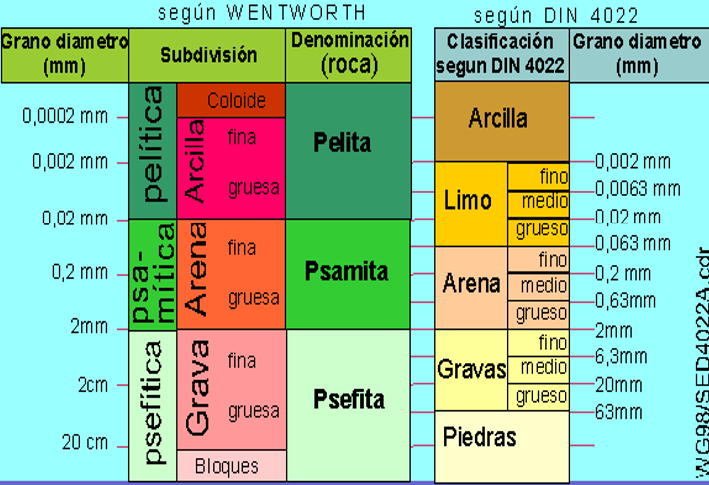 según WENTWORTH
según DIN 4022
Grano diametro
(mm)
Subdivisión
Denominación
(roca)
Clasificación
segun DIN 4022
Grano diametro
(mm)
0,0002 mm
0,002 mm
0,02 mm
0,2 mm
2mm
2cm
20 cm
pelítica
psa-
mítica
psefítica
Coloide
Arcilla
fina
gruesa
Arena
fina
gruesa
Grava
fina
gruesa
Bloques
Pelita
Psamita
Psefita
Arcilla
Limo
fino
medio
grueso
Arena
fino
medio
grueso
Gravas
fino
medio
grueso
Piedras
0,002 mm
0,0063 mm
0,02 mm
0,063 mm
0,2 mm
0,63mm
2mm
6,3mm
20mm
63mm
WG98/SED4022A.cdr